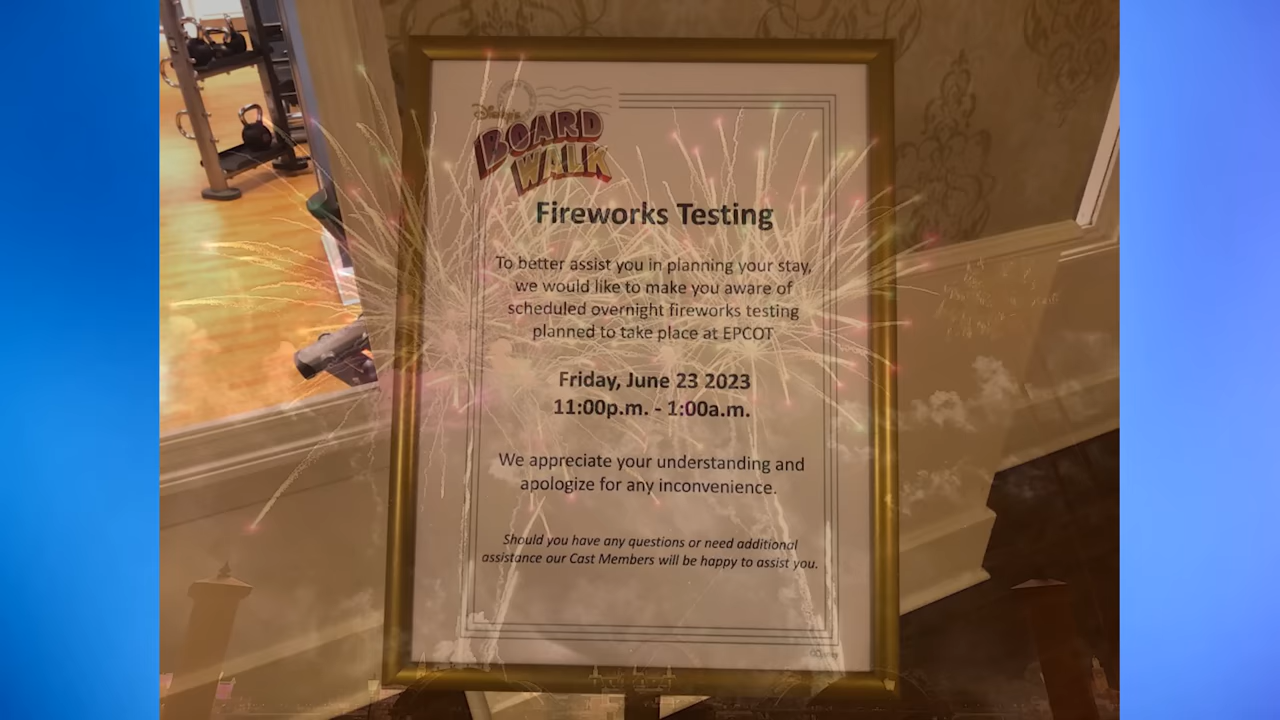 Disney's
BOARD
WALK
Fireworks Testing
To better assist you in planning your stay,
we would like to make you aware of
scheduled overnight fireworks testing
planned to take place at EPCOT
Friday, June 23 2023
11:00p.m. - 1:00a.m.
We appreciate your understanding and
apologize for any inconvenience.
Should you have any questions or need additional
assistance our Cast Members will be happy to assist you.
©Disney